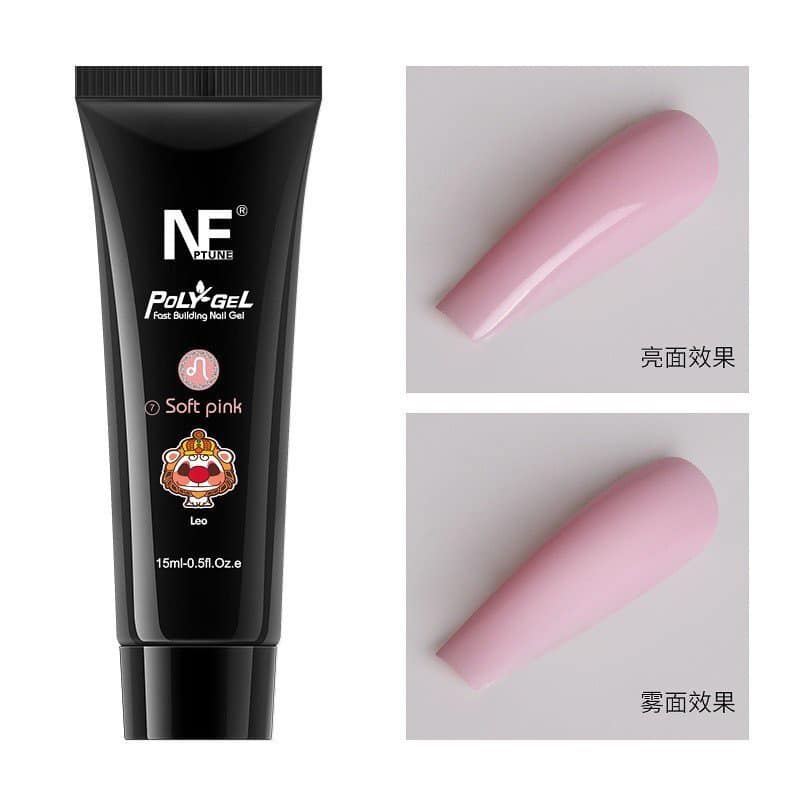 NF®
PTUNE
POLY-GEL
Fast Building Nail Gel
⑦ Soft pink
Leo
15ml-0.5fl.Oz.e
亮面效果
雾面效果